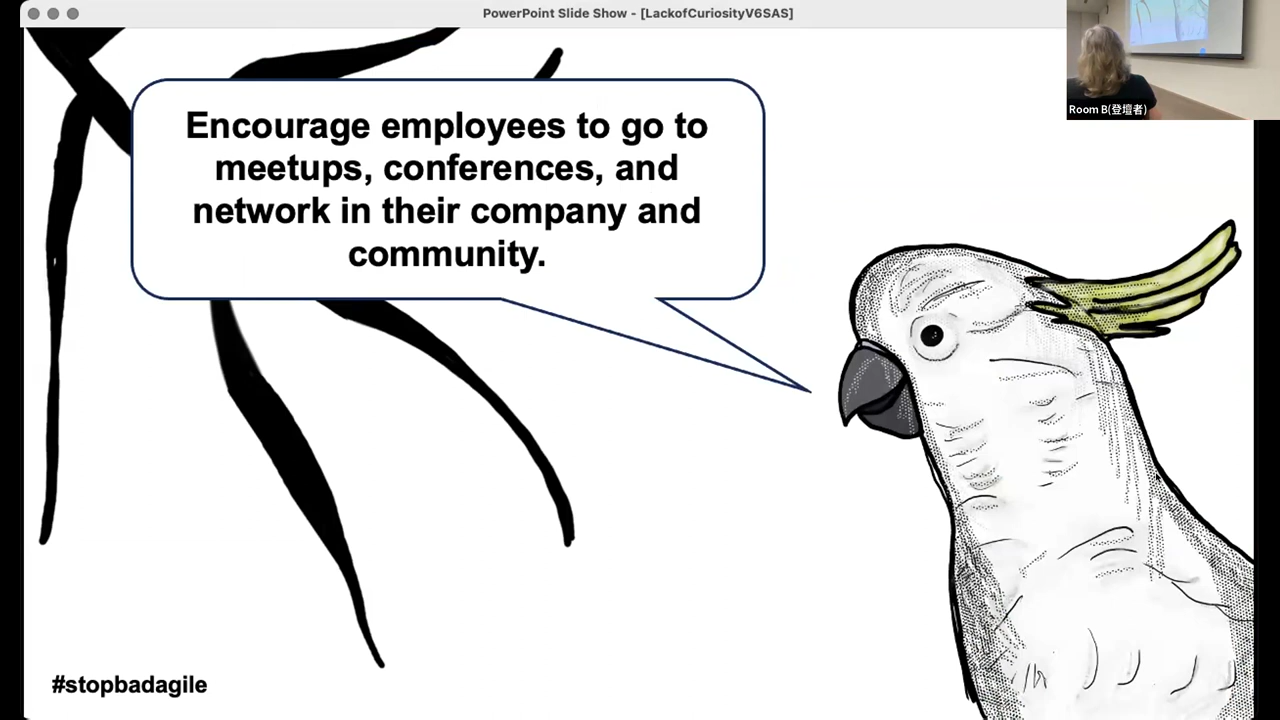 PowerPoint Slide Show - [LackofCuriosityV6SAS]
Room B(登壇者)
Encourage employees to go to
meetups, conferences, and
network in their company and
community.
#stopbadagile